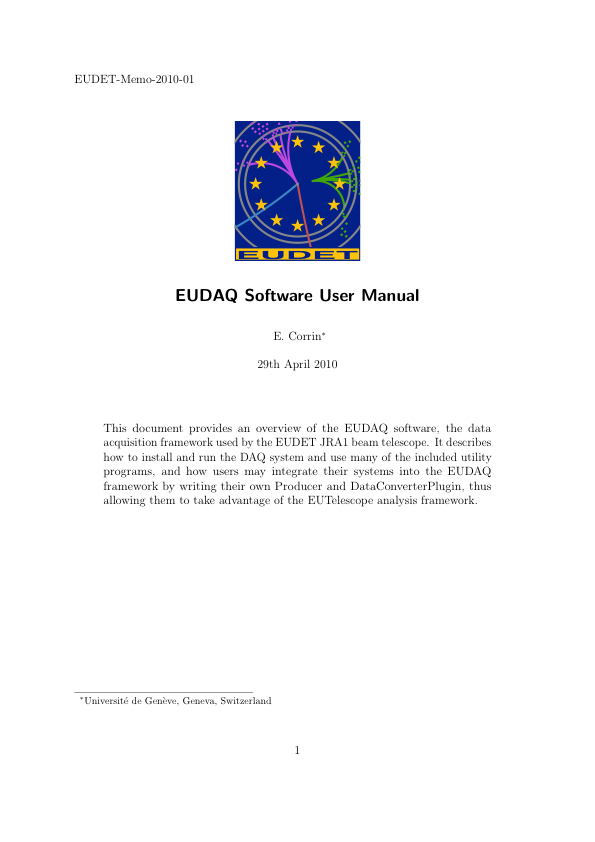 EUDET-Memo-2010-01
EUDET
EUDAQ Software User Manual
E. Corrin*
29th April 2010
This document provides an overview of the EUDAQ software, the data
acquisition framework used by the EUDET JRA1 beam telescope. It describes
how to install and run the DAQ system and use many of the included utility
programs, and how users may integrate their systems into the EUDAQ
framework by writing their own Producer and DataConverterPlugin, thus
allowing them to take advantage of the EUTelescope analysis framework.
*Université de Genève, Geneva, Switzerland
1